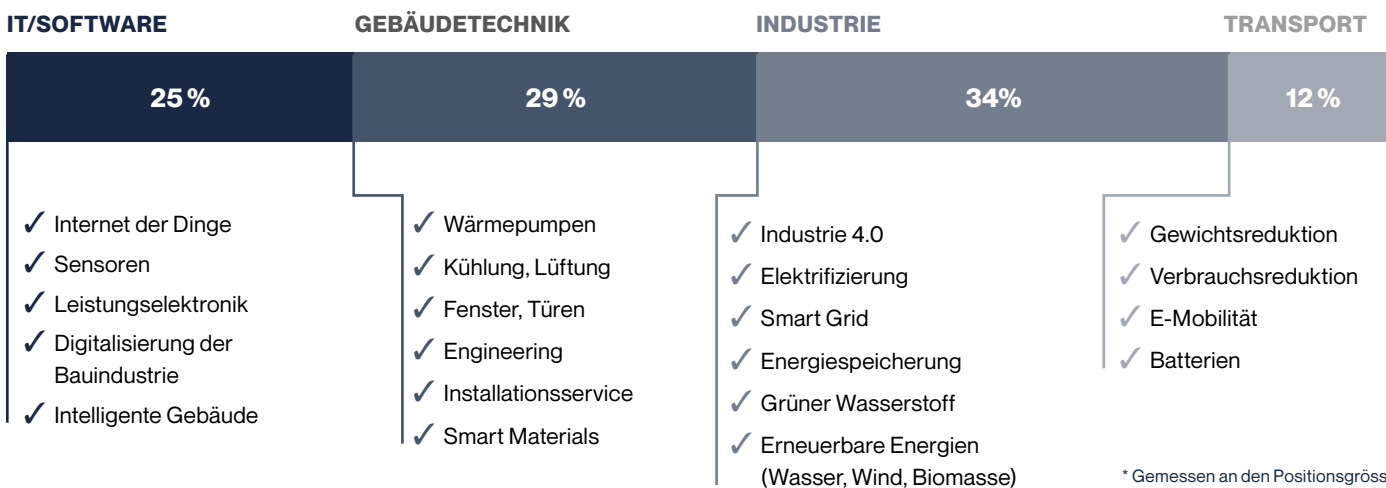 IT/SOFTWARE
GEBÄUDETECHNIK
INDUSTRIE
TRANSPORT
25 %
29 %
34%
12 %
✓ Internet der Dinge
✓ Sensoren
✓ Leistungselektronik
✓ Digitalisierung der
Bauindustrie
✓ Intelligente Gebäude
✓ Wärmepumpen
✓ Kühlung, Lüftung
✓ Fenster, Türen
✓ Engineering
✓ Installationsservice
✓ Smart Materials
✓ Industrie 4.0
✓ Elektrifizierung
✓ Smart Grid
✓ Energiespeicherung
✓ Grüner Wasserstoff
✓ Erneuerbare Energien
(Wasser, Wind, Biomasse)
✓ Gewichtsreduktion
✓ Verbrauchsreduktion
✓ E-Mobilität
✓ Batterien
* Gemessen an den